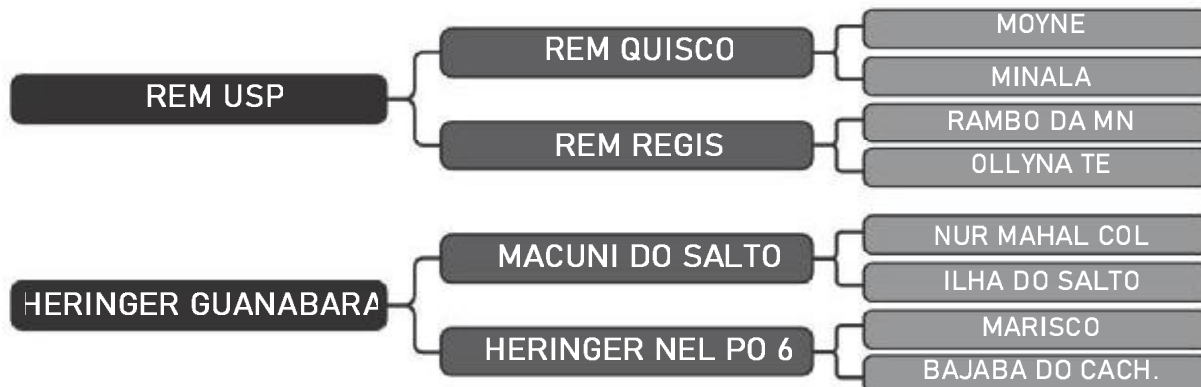 MOYNE
REM QUISCO
MINALA
REM USP
RAMBO DA MN
REM REGIS
OLLYNA TE
NUR MAHAL COL
MACUNI DO SALTO
ILHA DO SALTO
HERINGER GUANABARA
MARISCO
HERINGER NEL PO 6
BAJABA DO CACH.